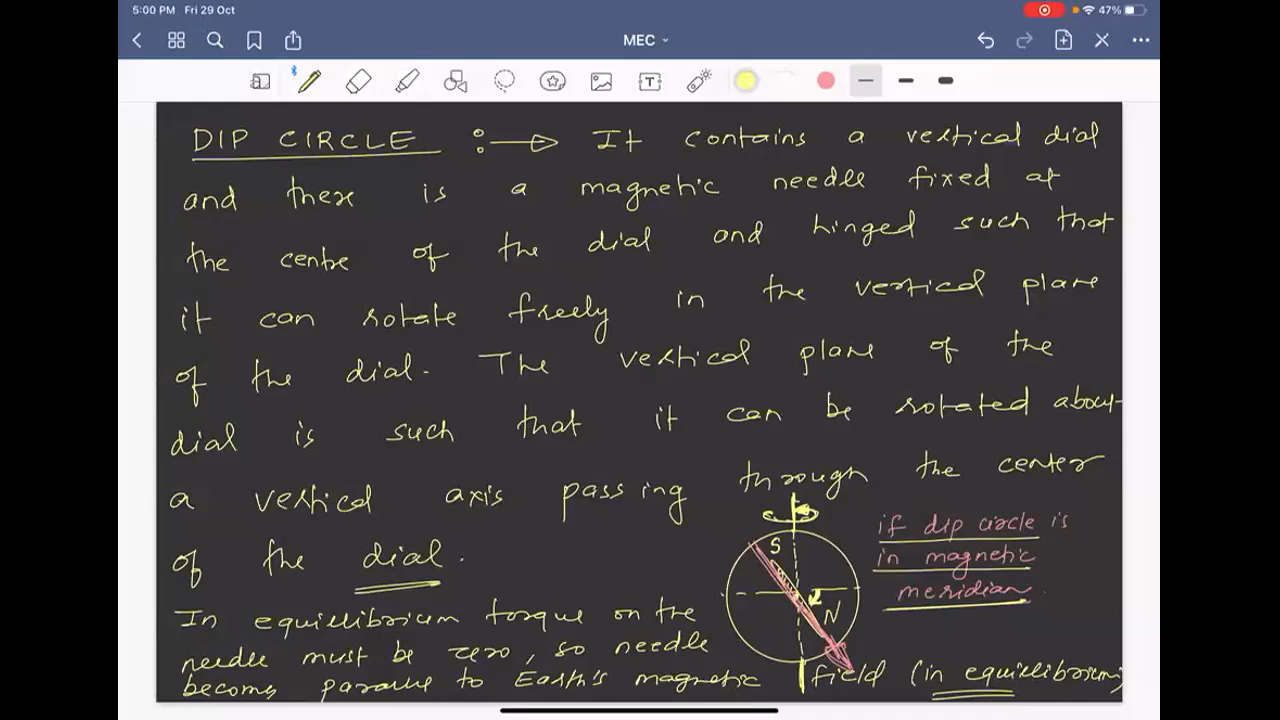 5:00 PM Fri 29 Oct
47%
MEC
DIP CIRCLE : → It contains a vertical dial
and there is a magnetic needle fixed at
the centre of the dial and hinged such that
it can rotate freely in the vertical plane
of the dial. The vertical plane of the
dial is such that it can be rotated about
a vertical axis passing through the center
of the dial.
if dip circle is
in magnetic
meridian
S
N
In equillibrium torque on the
needle must be zero, so needle
become parallel to Earth's magnetic field (in equillibrium)